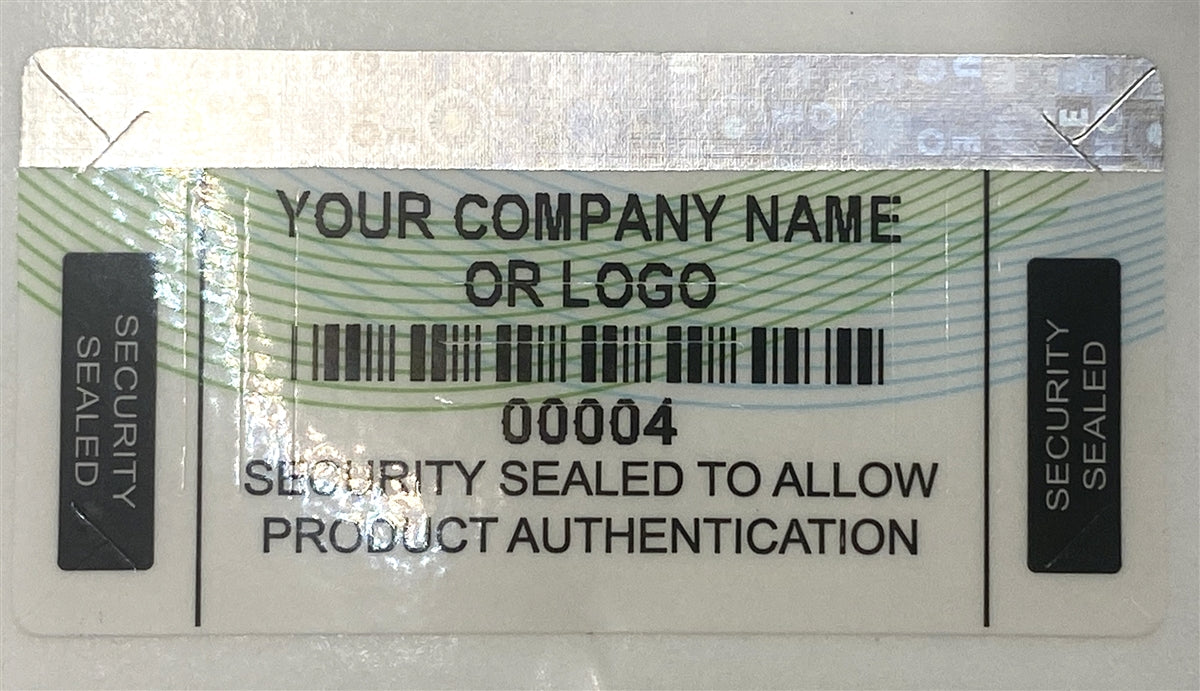 YOUR COMPANY NAME
OR LOGO
00004
SECURITY SEALED TO ALLOW
PRODUCT AUTHENTICATION
SECURITY
SEALED
SECURITY
SEALED